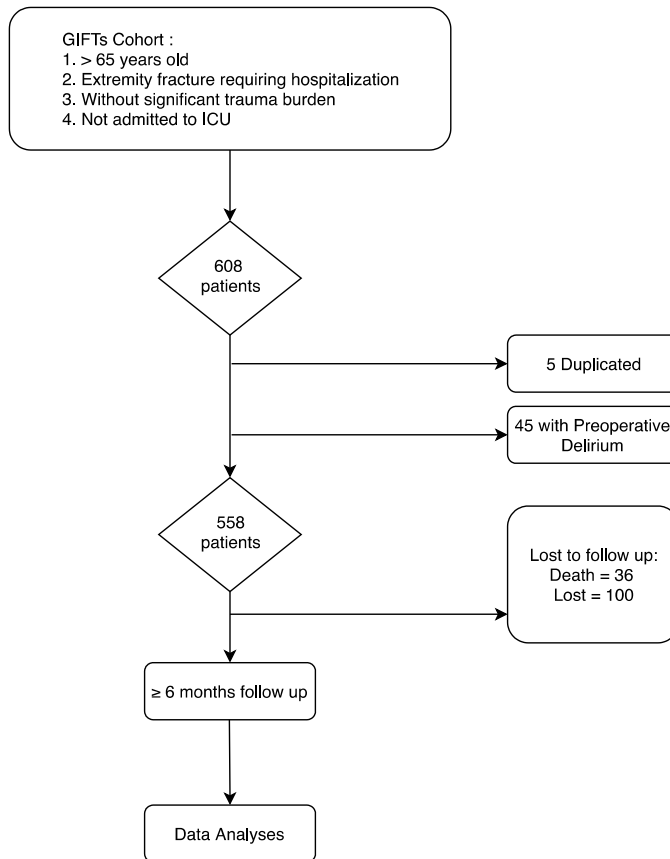 GIFTs Cohort :
1. > 65 years old
2. Extremity fracture requiring hospitalization
3. Without significant trauma burden
4. Not admitted to ICU
608
patients
5 Duplicated
45 with Preoperative
Delirium
558
patients
Lost to follow up:
Death = 36
Lost = 100
≥ 6 months follow up
Data Analyses